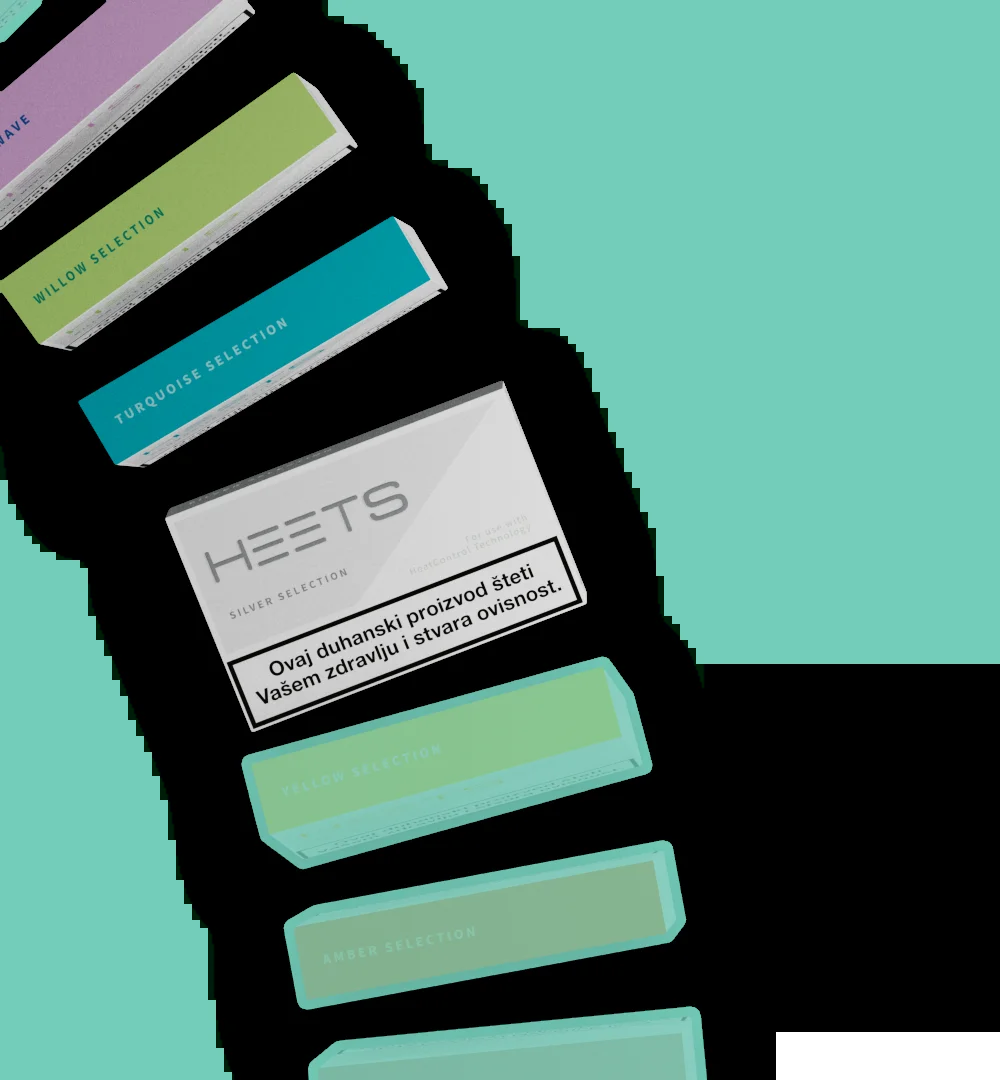 WAVE
WILLOW SELECTION
TURQUOISE SELECTION
HEETS
SILVER SELECTION
For use with
HeatControl Technology
Ovaj duhanski proizvod šteti
Vašem zdravlju i stvara ovisnost.
YELLOW SELECTION
AMBER SELECTION